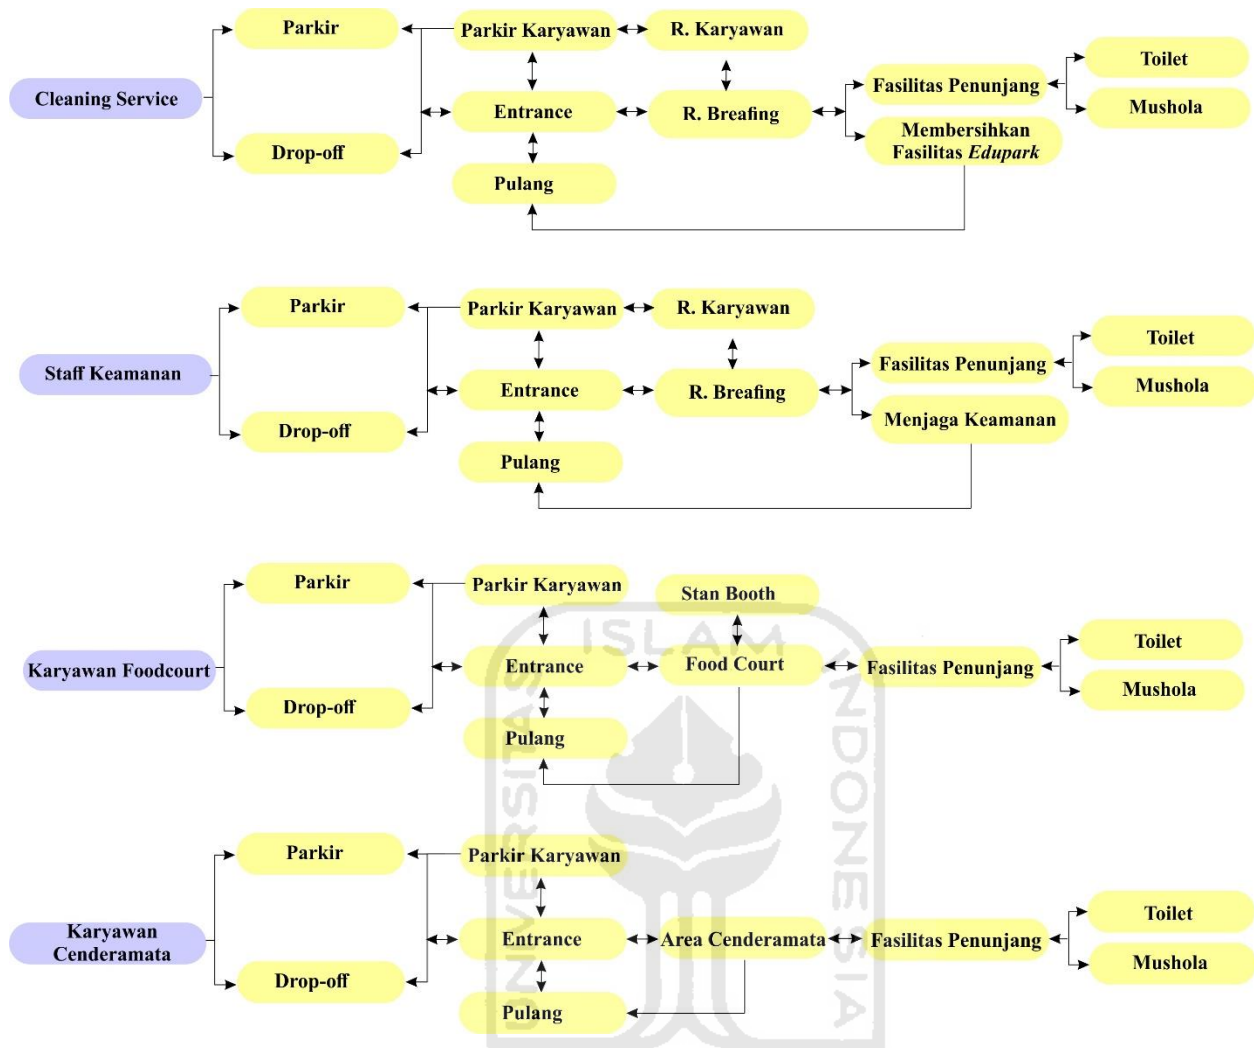 Parkir
Parkir Karyawan
R. Karyawan
Cleaning Service
Entrance
R. Breafing
Fasilitas Penunjang
Toilet
Mushola
Membersihkan
Fasilitas Edupark
Drop-off
Pulang
Parkir
Parkir Karyawan
R. Karyawan
Staff Keamanan
Entrance
R. Breafing
Fasilitas Penunjang
Toilet
Mushola
Menjaga Keamanan
Drop-off
Pulang
Parkir
Parkir Karyawan
Stan Booth
Karyawan Foodcourt
Entrance
Food Court
Fasilitas Penunjang
Toilet
Mushola
Drop-off
Pulang
Parkir
Parkir Karyawan
Karyawan
Cenderamata
Entrance
Area Cenderamata
Fasilitas Penunjang
Toilet
Mushola
Drop-off
Pulang
UNIVERSITAS
ISLAM
INDONESIA